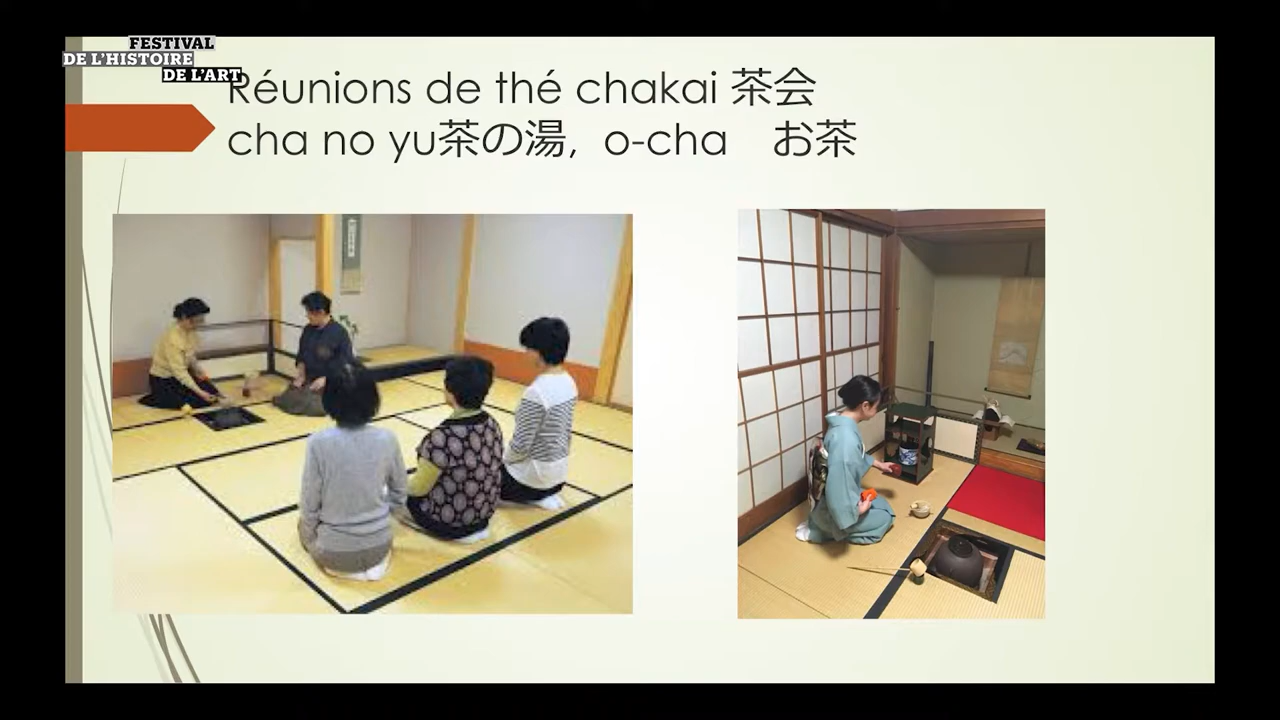 FESTIVAL
DE L'HISTOIRE
DE L'ART
Réunions de thé chakai 茶会
cha no yu茶の湯, o-cha　お茶